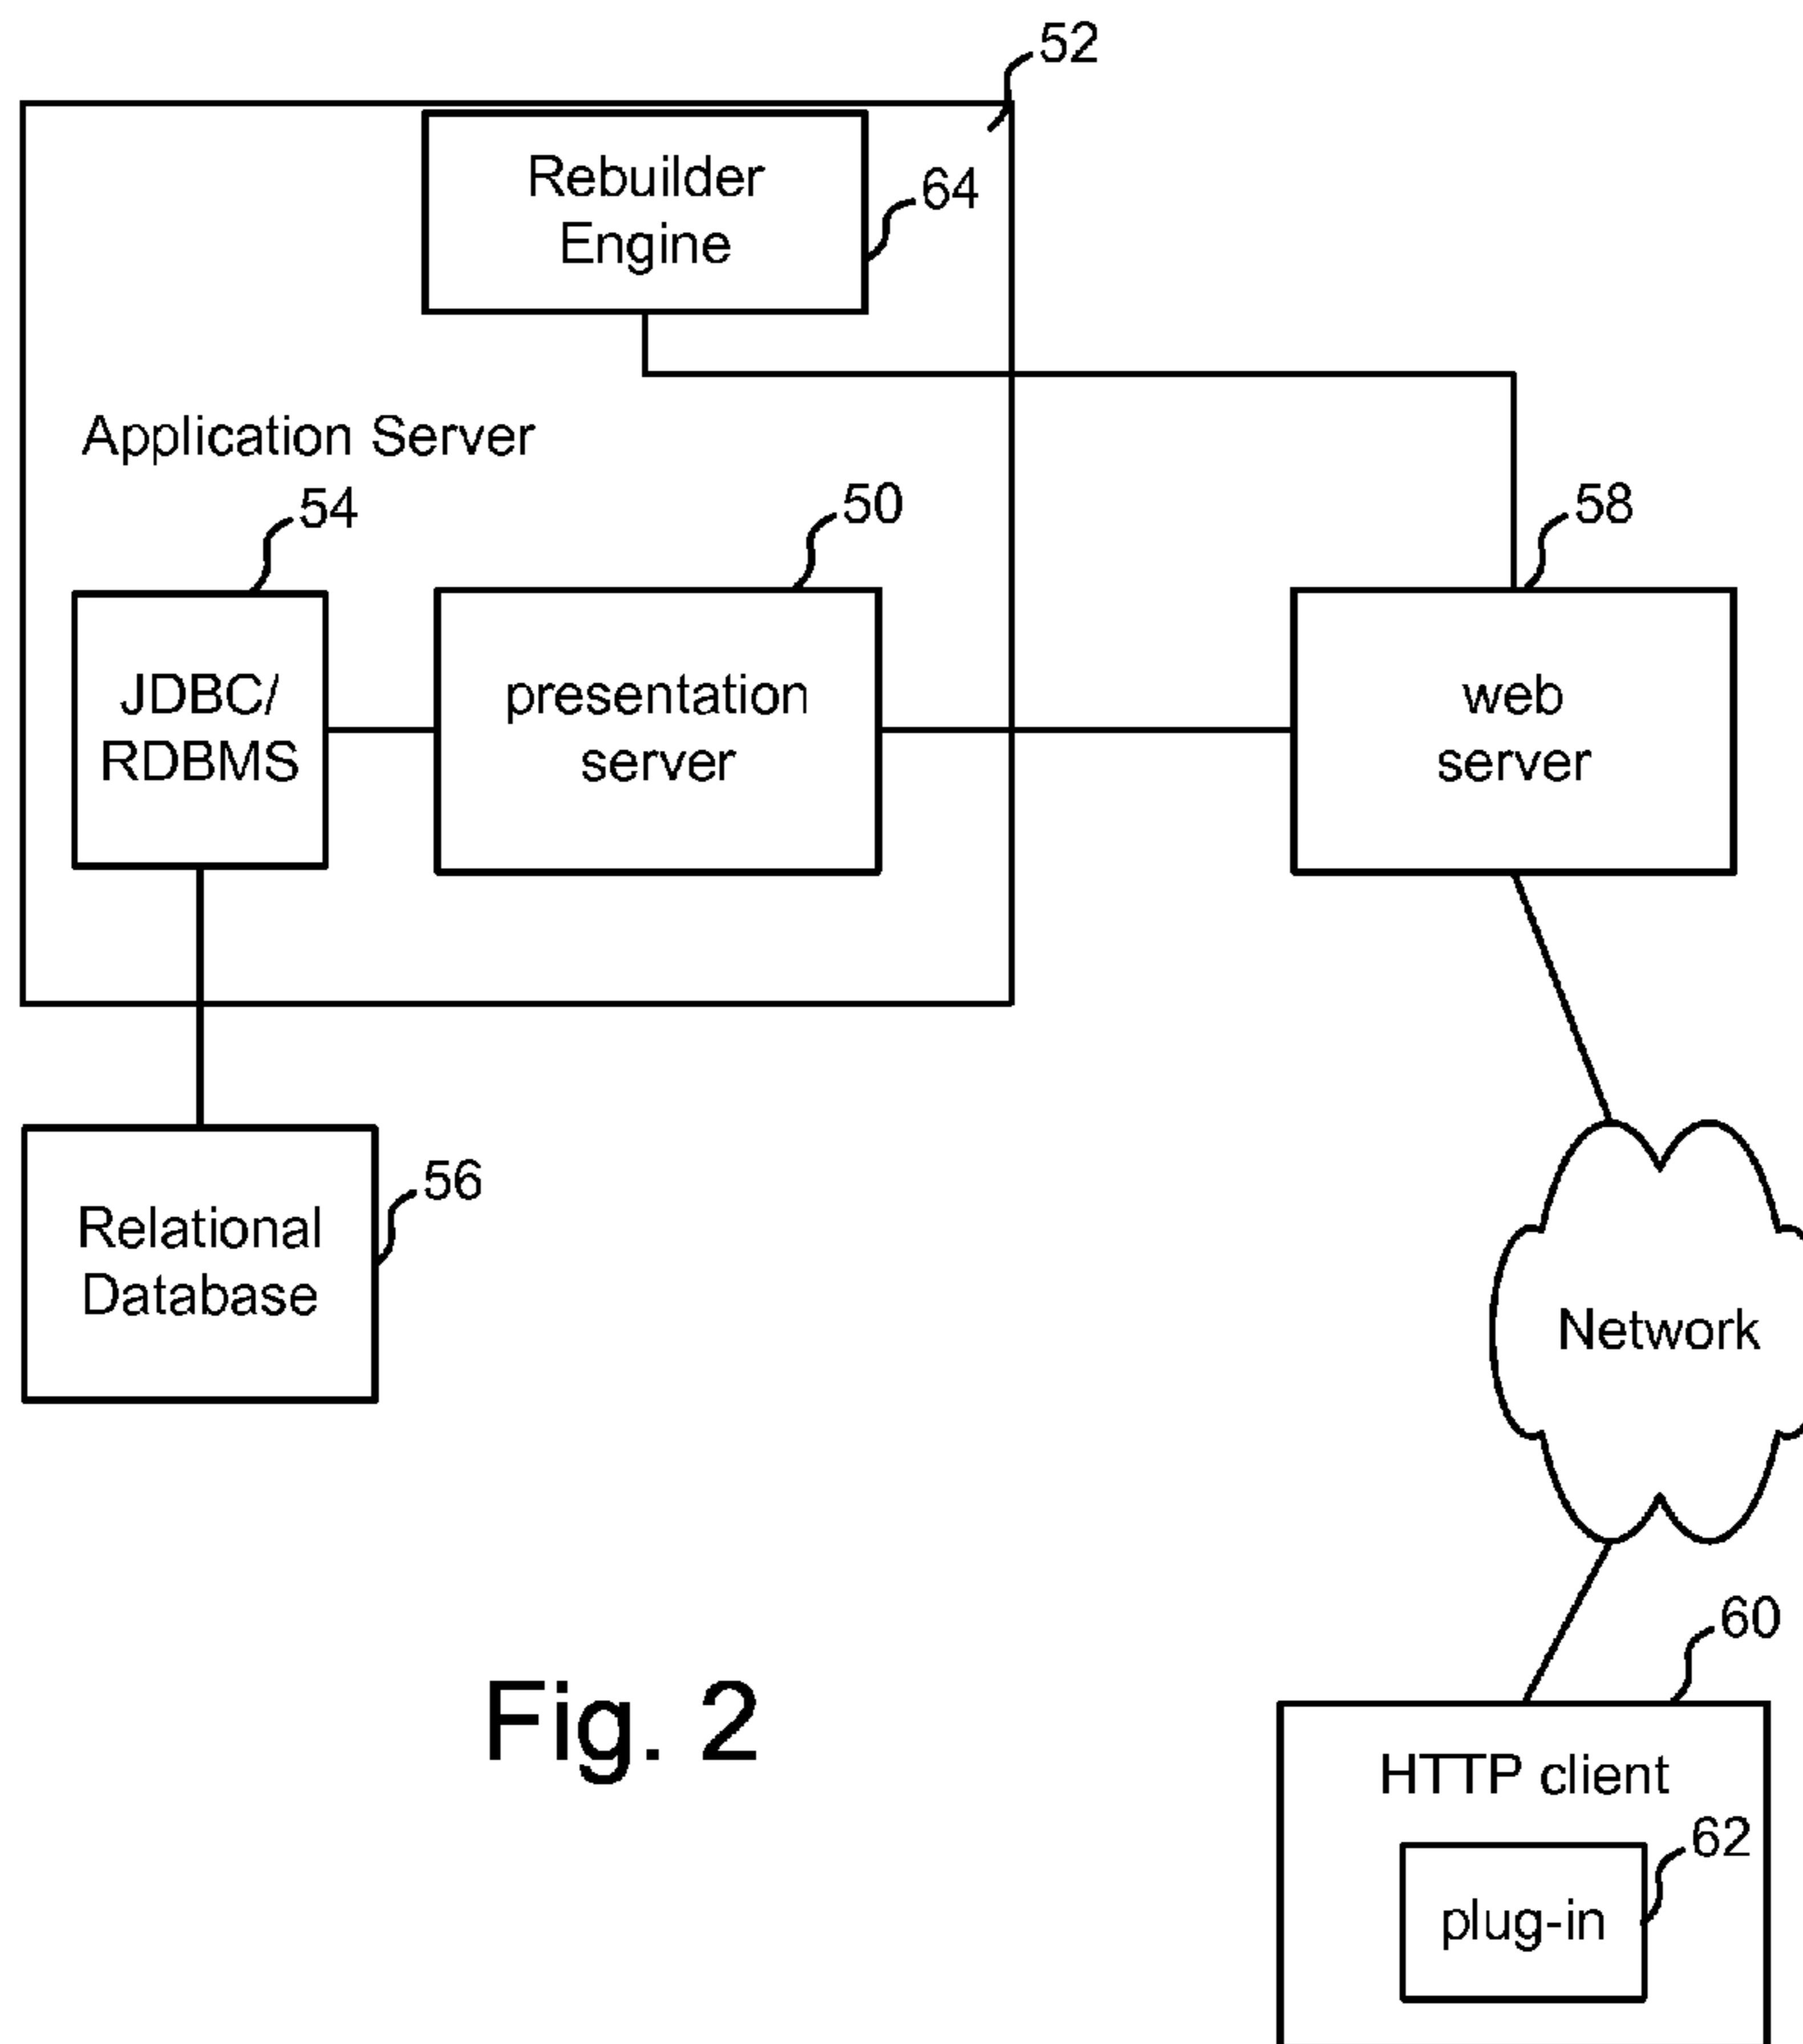 52
Rebuilder
Engine
64
Application Server
54
50
58
JDBC/
RDBMS
presentation
server
web
server
56
Relational
Database
Network
60
Fig. 2
HTTP client
62
plug-in